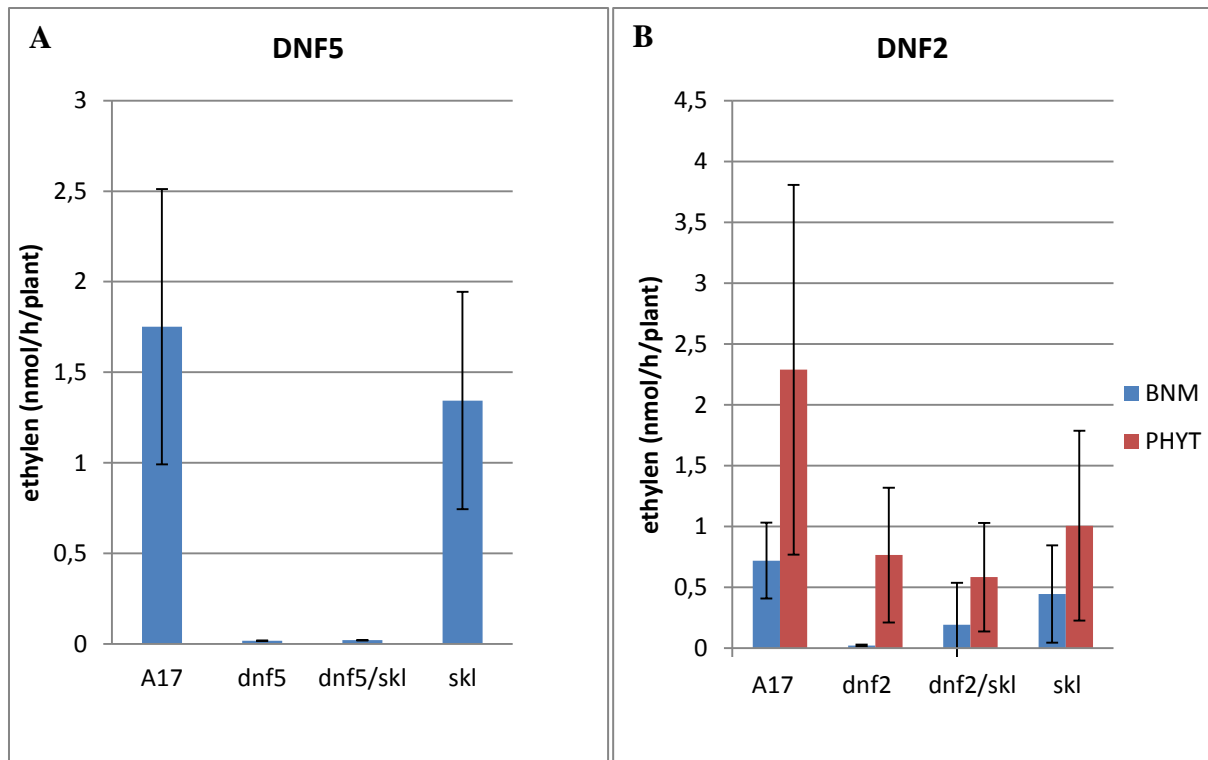 A
DNF5
ethylen (nmol/h/plant)
3
2,5
2
1,5
1
0,5
0
A17 dnf5 dnf5/skl skl
B
DNF2
ethylen (nmol/h/plant)
4,5
4
3,5
3
2,5
2
1,5
1
0,5
0
A17 dnf2 dnf2/skl skl
BNM
PHYT